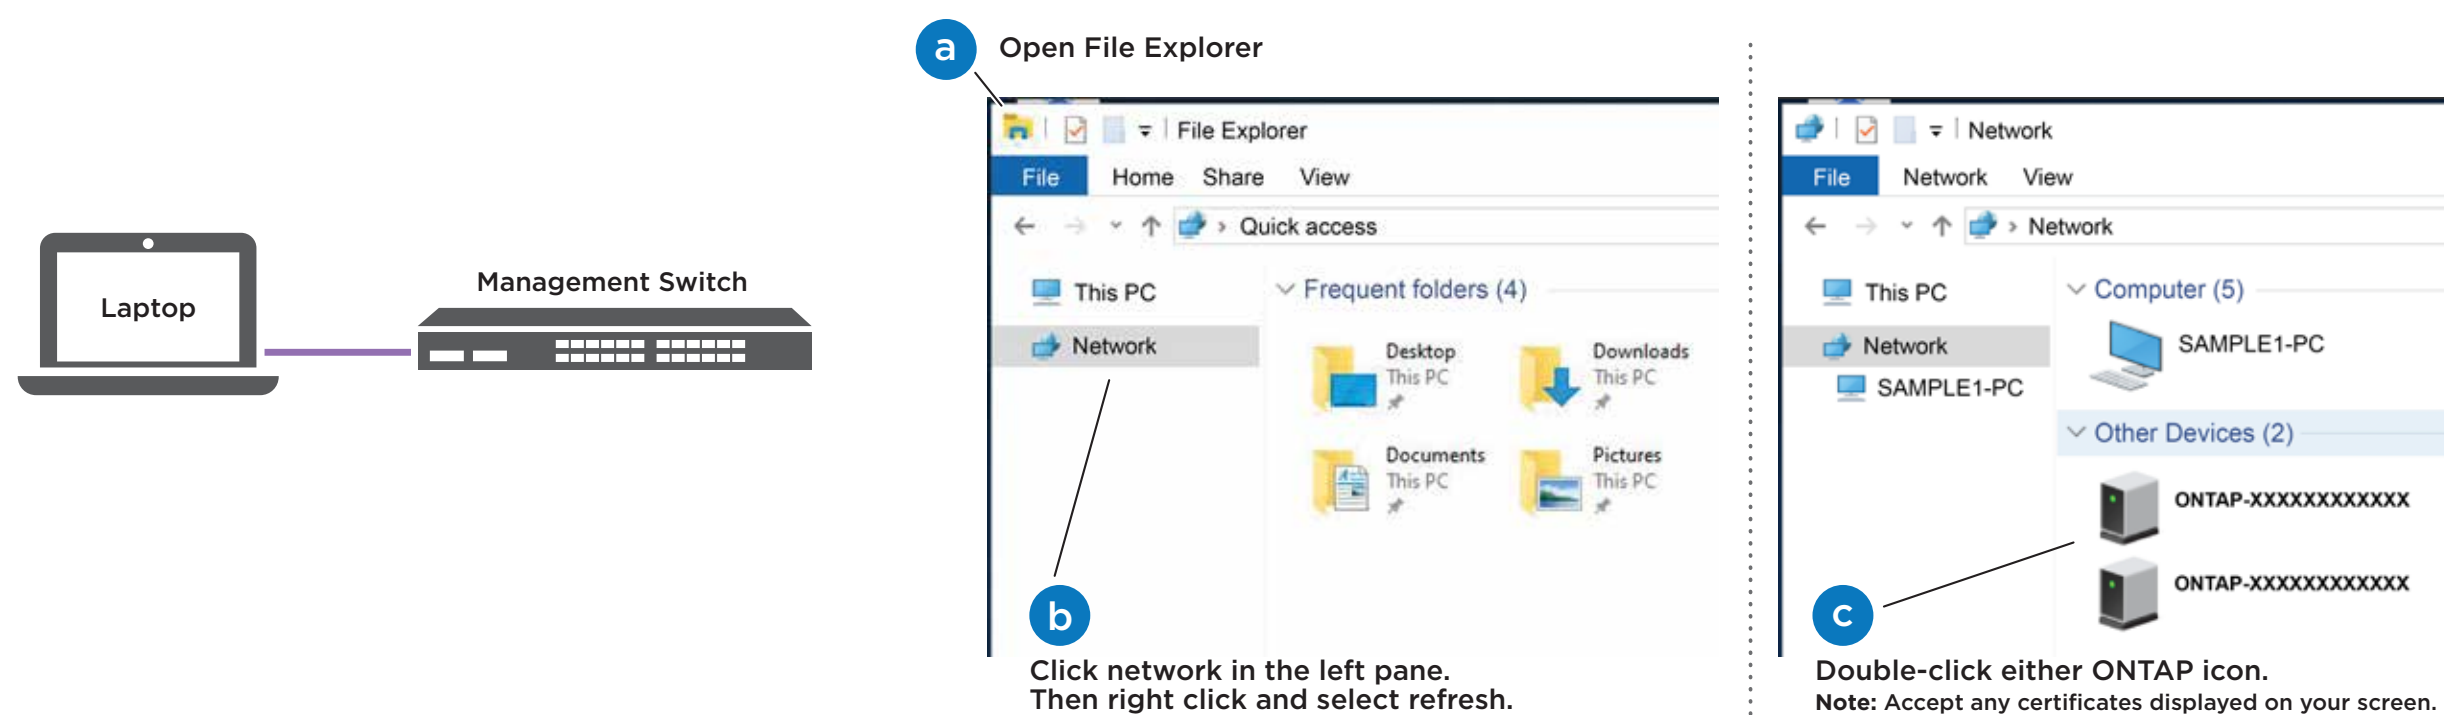 Laptop
Management Switch
a
Open File Explorer
File Explorer
File Home Share View
Quick access
This PC
Network
Frequent folders (4)
Desktop
This PC
Downloads
This PC
Documents
This PC
Pictures
This PC
b
Click network in the left pane.
Then right click and select refresh.
Network
File Network View
Network
This PC
Network
SAMPLE1-PC
Computer (5)
SAMPLE1-PC
Other Devices (2)
ONTAP-XXXXXXXXXXXX
ONTAP-XXXXXXXXXXXX
c
Double-click either ONTAP icon.
Note: Accept any certificates displayed on your screen.